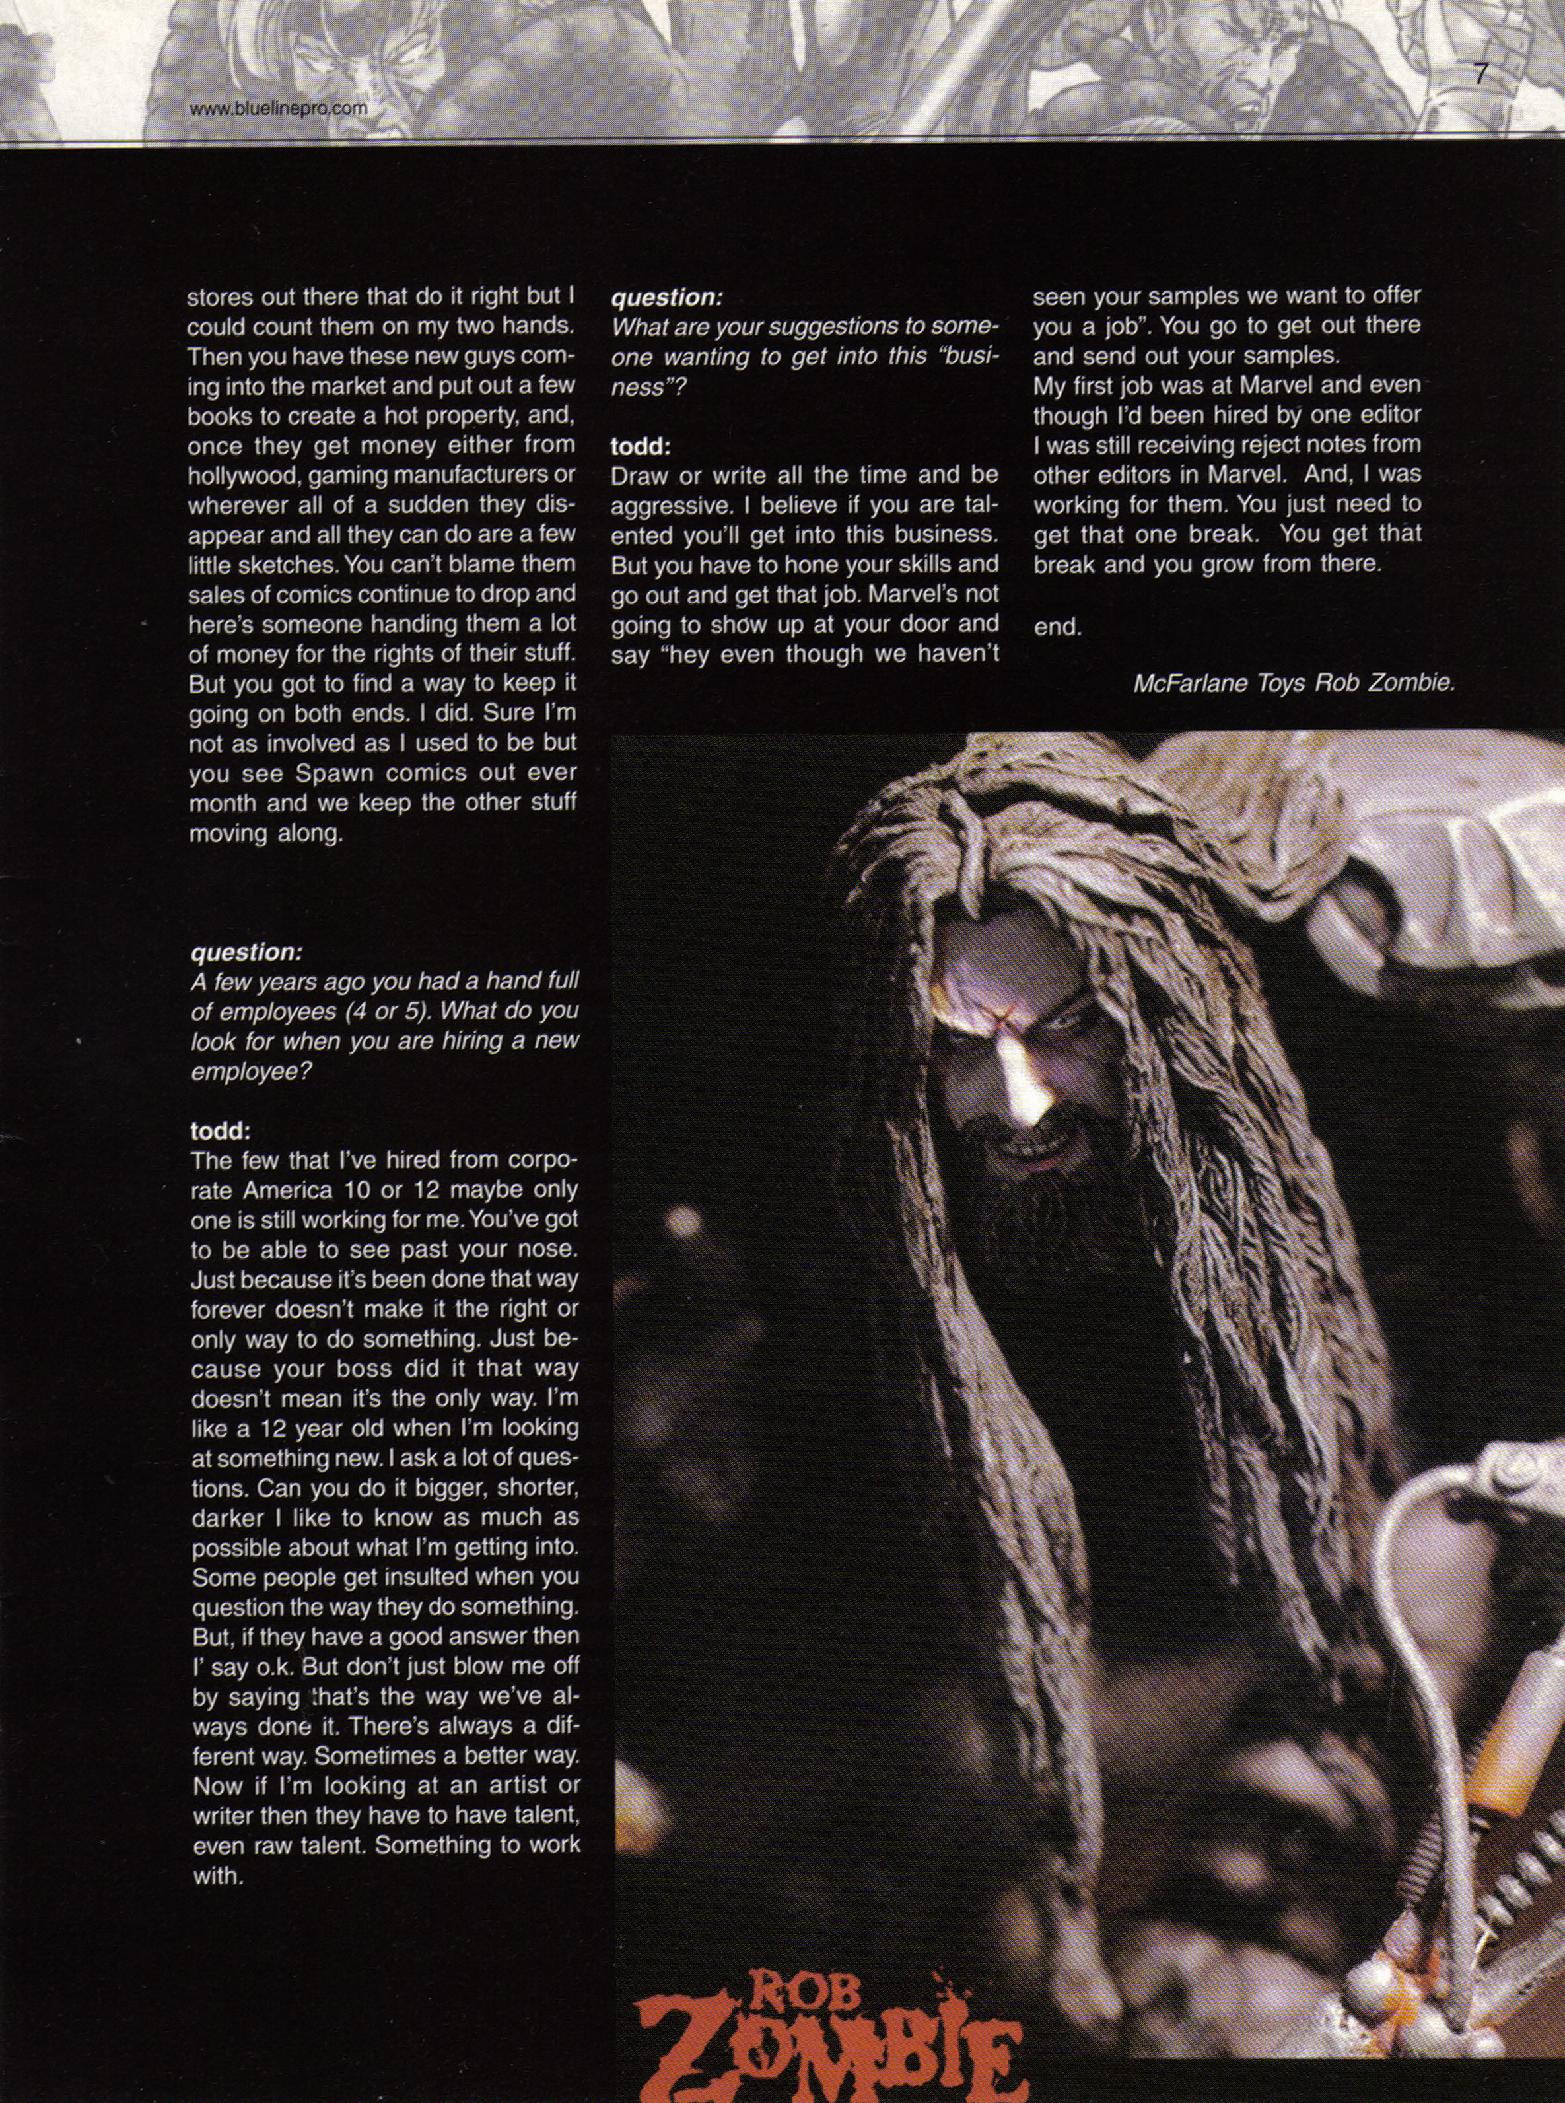 www.bluelinepro.com
7
stores out there that do it right but I
could count them on my two hands.
Then you have these new guys com-
ing into the market and put out a few
books to create a hot property, and,
once they get money either from
hollywood, gaming manufacturers or
wherever all of a sudden they dis-
appear and all they can do are a few
little sketches. You can't blame them
sales of comics continue to drop and
here's someone handing them a lot
of money for the rights of their stuff.
But you got to find a way to keep it
going on both ends. I did. Sure I'm
not as involved as I used to be but
you see Spawn comics out ever
month and we keep the other stuff
moving along.
question:
A few years ago you had a hand full
of employees (4 or 5). What do you
look for when you are hiring a new
employee?
todd:
The few that I've hired from corpo-
rate America 10 or 12 maybe only
one is still working for me. You've got
to be able to see past your nose.
Just because it's been done that way
forever doesn't make it the right or
only way to do something. Just be-
cause your boss did it that way
doesn't mean it's the only way. I'm
like a 12 year old when I'm looking
at something new. I ask a lot of ques-
tions. Can you do it bigger, shorter,
darker I like to know as much as
possible about what I'm getting into.
Some people get insulted when you
question the way they do something.
But, if they have a good answer then
I' say o.k. But don't just blow me off
by saying that's the way we've al-
ways done it. There's always a dif-
ferent way. Sometimes a better way.
Now if I'm looking at an artist or
writer then they have to have talent,
even raw talent. Something to work
with.
question:
What are your suggestions to some-
one wanting to get into this “busi-
ness”?
todd:
Draw or write all the time and be
aggressive. I believe if you are tal-
ented you'll get into this business.
But you have to hone your skills and
go out and get that job. Marvel's not
going to show up at your door and
say “hey even though we haven't
seen your samples we want to offer
you a job”. You go to get out there
and send out your samples.
My first job was at Marvel and even
though I'd been hired by one editor
I was still receiving reject notes from
other editors in Marvel. And, I was
working for them. You just need to
get that one break. You get that
break and you grow from there.
end.
McFarlane Toys Rob Zombie.
ROB
ZOMBIE